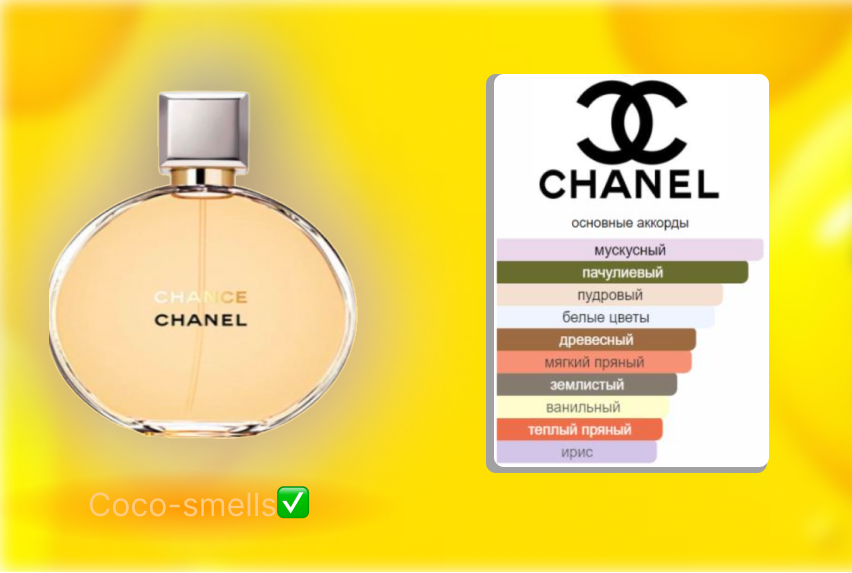 CHANCE
CHANEL
Coco-smells✅
CHANEL
основные аккорды
мускусный
пачулиевый
пудровый
белые цветы
древесный
мягкий пряный
землистый
ванильный
теплый пряный
ирис